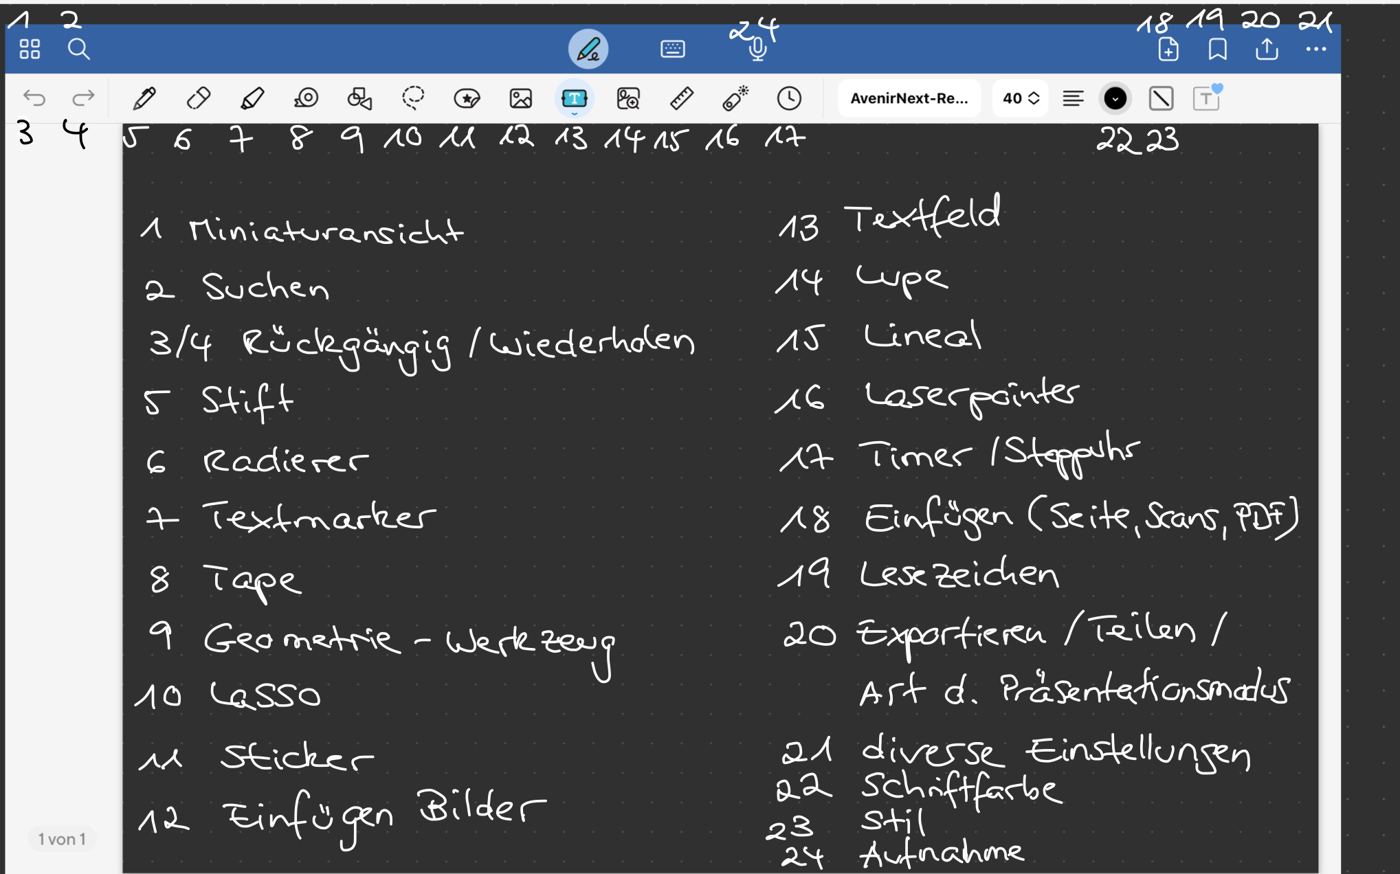 1 2 24 18 19 20 21
T AvenirNext-Re... 40 T
3 4 5 6 7 8 9 10 11 12 13 14 15 16 17 22 23
1 Miniaturansicht
2 Suchen
3/4 Rückgängig / Wiederholen
5 Stift
6 Radierer
7 Textmarker
8 Tape
9 Geometrie - Werkzeug
10 Lasso
11 Sticker
12 Einfügen Bilder
13 Textfeld
14 Lupe
15 Lineal
16 Laserpointer
17 Timer / Stoppuhr
18 Einfügen (Seite, Scans, PDF)
19 Lesezeichen
20 Exportieren / Teilen /
Art d. Präsentationsmodus
21 diverse Einstellungen
22 Schriftfarbe
23 Stil
24 Aufnahme
1 von 1